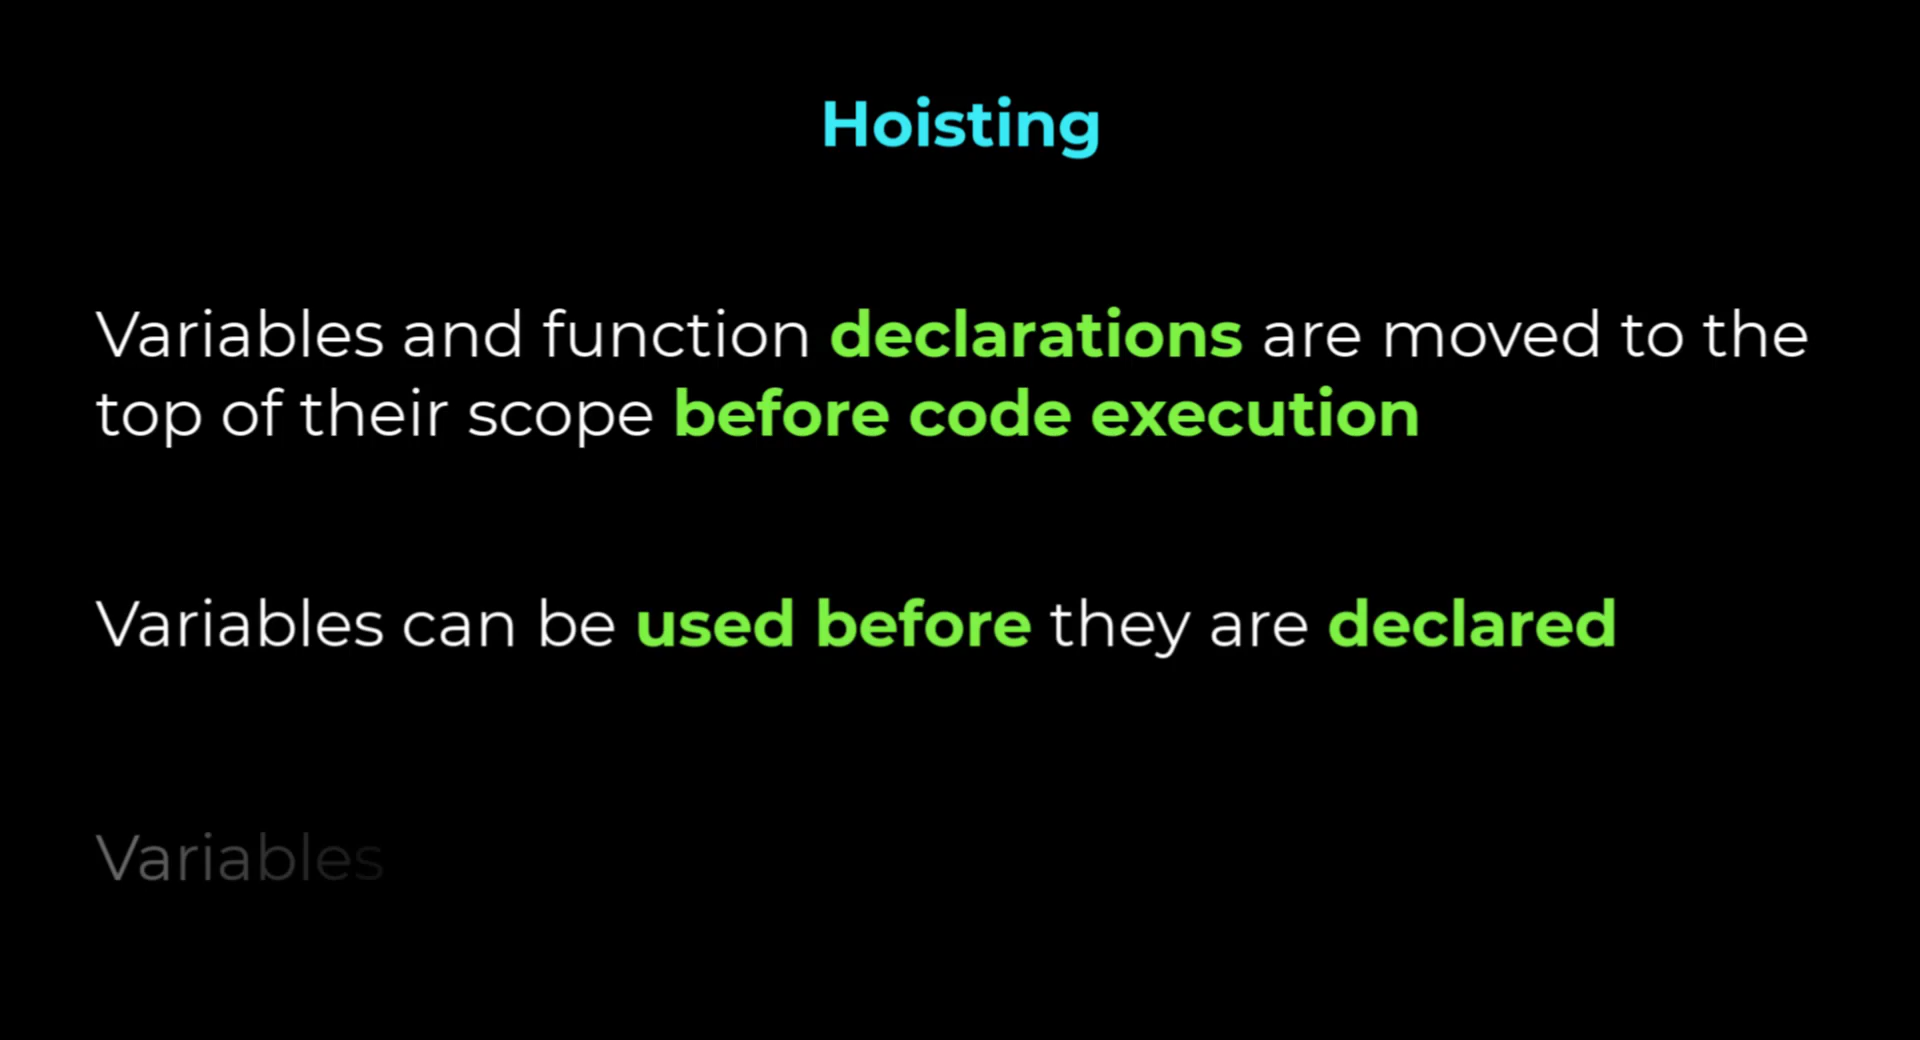 Hoisting
Variables and function declarations are moved to the
top of their scope before code execution
Variables can be used before they are declared
Variables